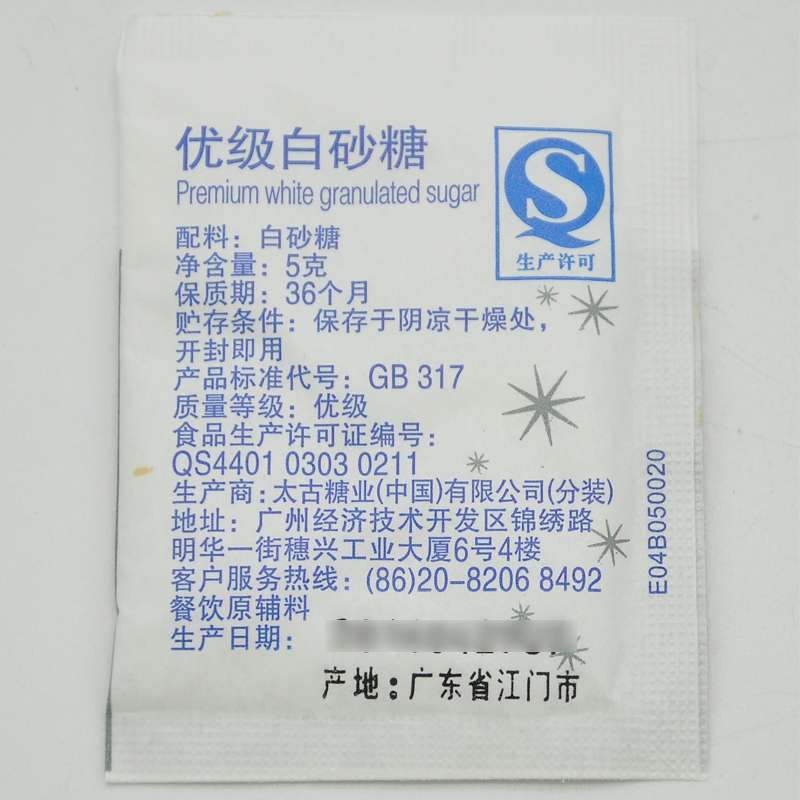 优级白砂糖
Premium white granulated sugar
S
生产许可
配料：白砂糖
净含量：5克
保质期：36个月
贮存条件：保存于阴凉干燥处，
开封即用
产品标准代号：GB 317
质量等级：优级
食品生产许可证编号：
QS4401 0303 0211
生产商：太古糖业(中国)有限公司(分装)
地址：广州经济技术开发区锦绣路
明华一街穗兴工业大厦6号4楼
客户服务热线：(86)20-8206 8492
餐饮原辅料
生产日期：
产地：广东省江门市
E04B050020